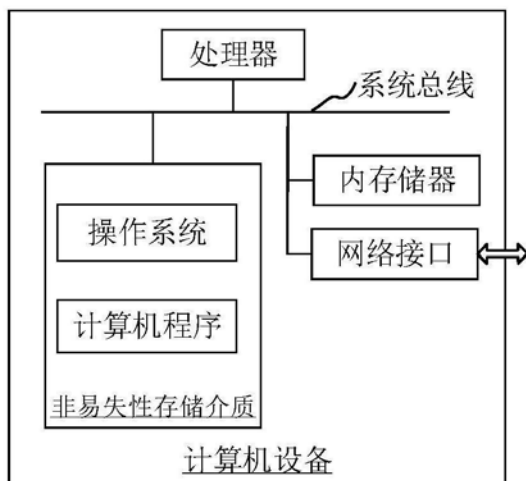 处理器
系统总线
内存储器
操作系统
网络接口
计算机程序
非易失性存储介质
计算机设备